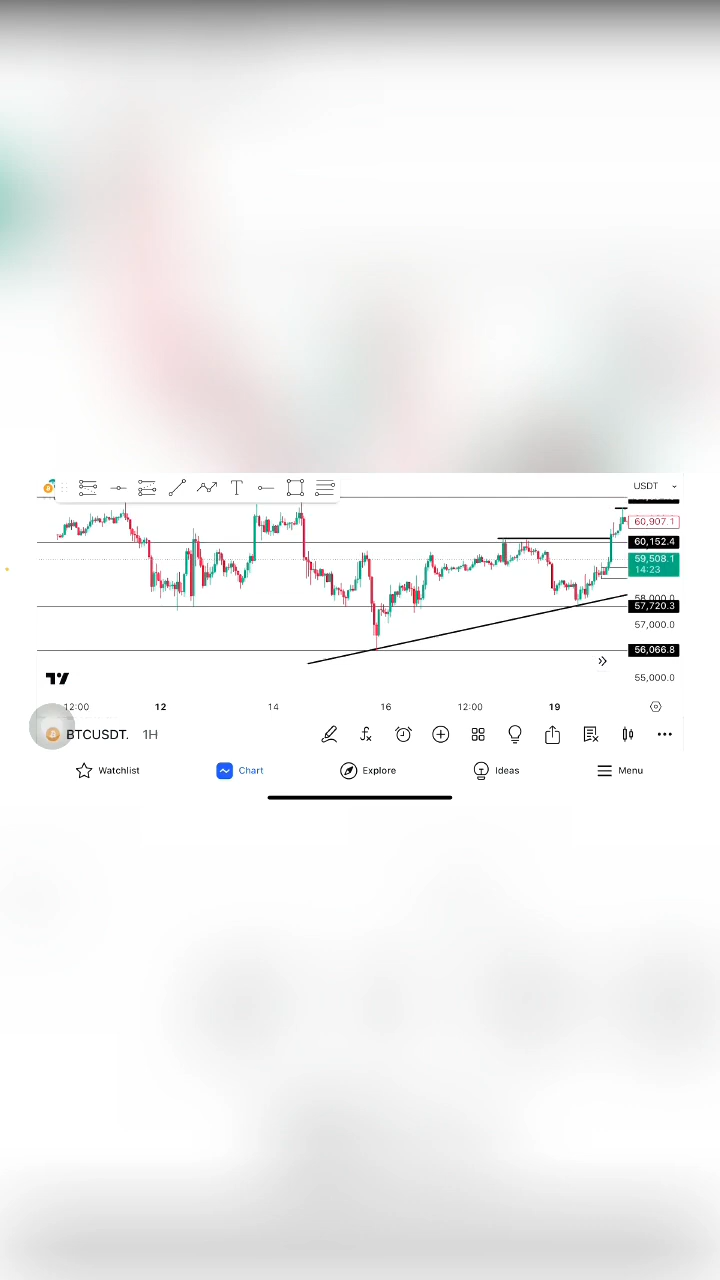 USDT
60,907.1
60,152.4
59,508.1
14:23
58,000.0
57,720.3
57,000.0
56,066.8
55,000.0
12:00 12 14 16 12:00 19
BTCUSDT. 1H
Watchlist Chart Explore Ideas Menu